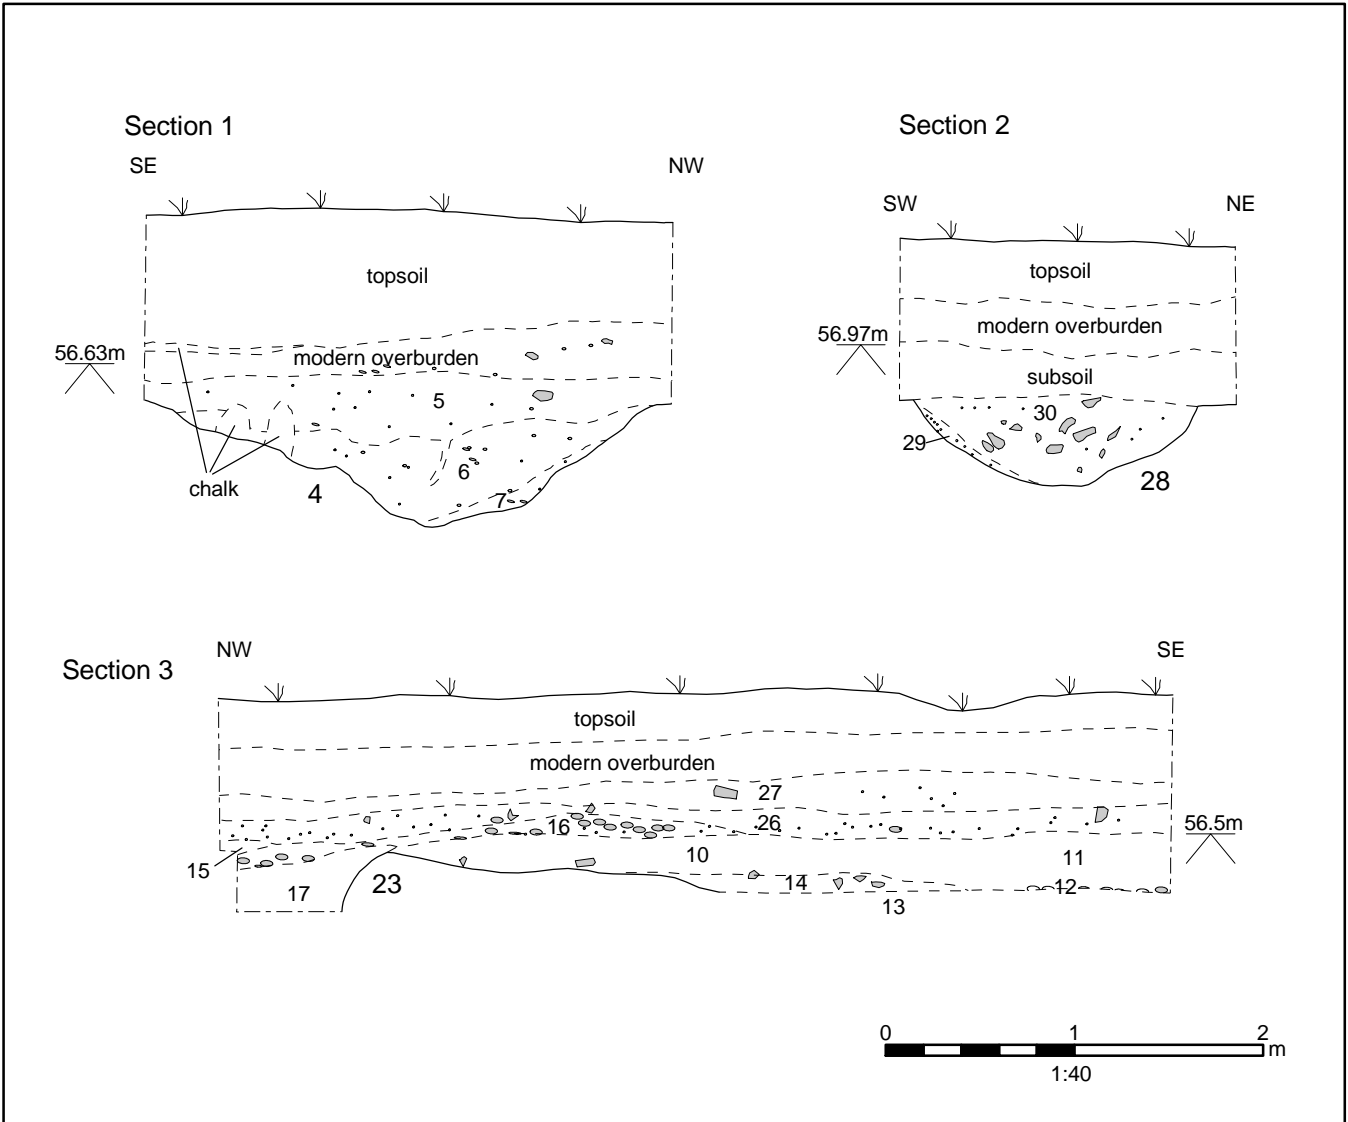 Section 1
SE
NW
topsoil
56.63m
modern overburden
5
6
7
chalk
4
Section 2
SW
NE
topsoil
56.97m
modern overburden
subsoil
30
29
28
Section 3
NW
SE
topsoil
modern overburden
27
26
16
56.5m
10
11
15
14
12
17
23
13
0 1 2
m
1:40